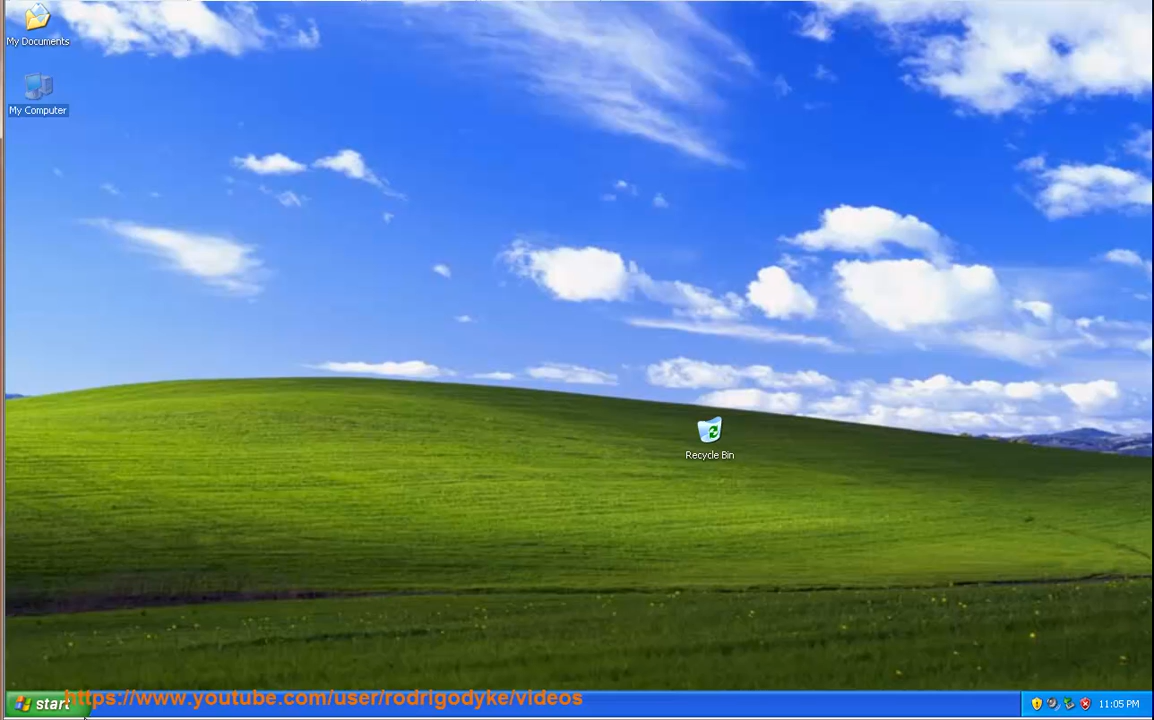 My Documents
My Computer
Recycle Bin
start
https://www.youtube.com/user/rodrigodyke/videos
11:05 PM